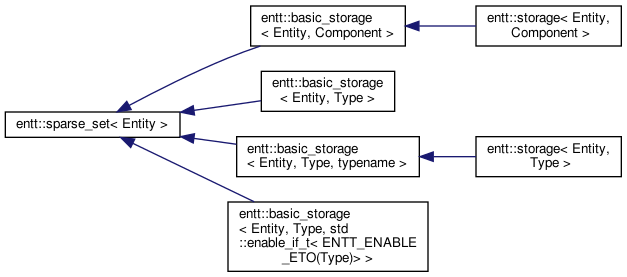 entt::basic_storage
< Entity, Component >
entt::storage< Entity,
Component >
entt::basic_storage
< Entity, Type >
entt::sparse_set< Entity >
entt::basic_storage
< Entity, Type, typename >
entt::storage< Entity,
Type >
entt::basic_storage
< Entity, Type, std
::enable_if_t< ENTT_ENABLE
_ETO(Type)> >